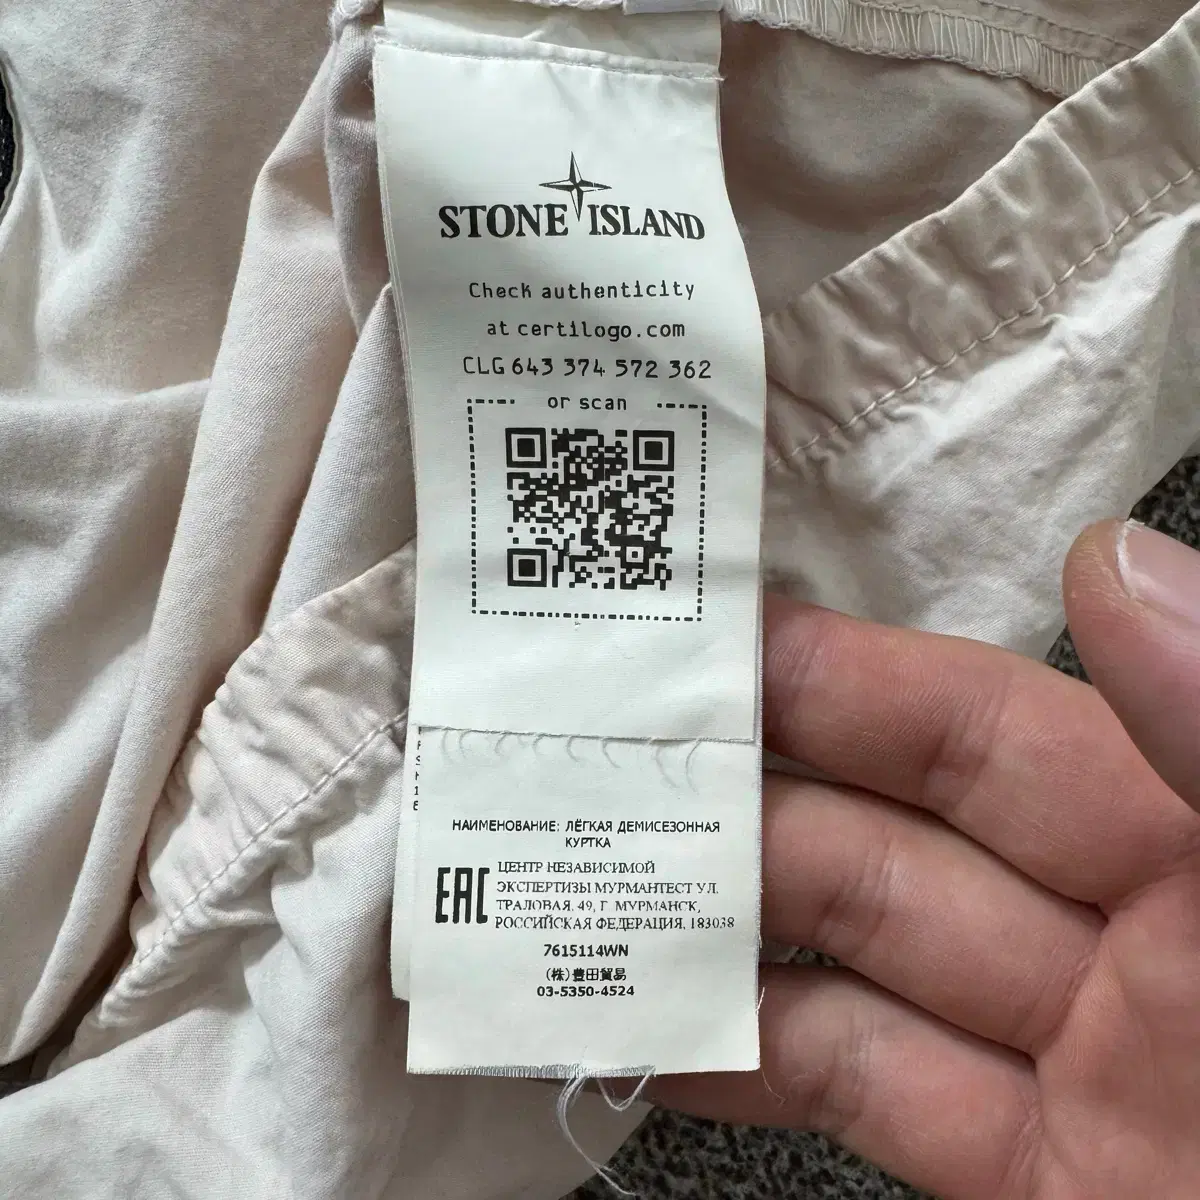 STONE ISLAND
Check authenticity
at certilogo.com
CLG 643 374 572 362
or scan
НАИМЕНОВАНИЕ: ЛЁГКАЯ ДЕМИСЕЗОННАЯ
КУРТКА
EAC
ЦЕНТР НЕЗАВИСИМОЙ
ЭКСПЕРТИЗЫ МУРМАНТЕСТ УЛ.
ТРАЛОВАЯ, 49, Г. МУРМАНСК,
РОССИЙСКАЯ ФЕДЕРАЦИЯ, 183038
7615114WN
(株)豊田貿易
03-5350-4524